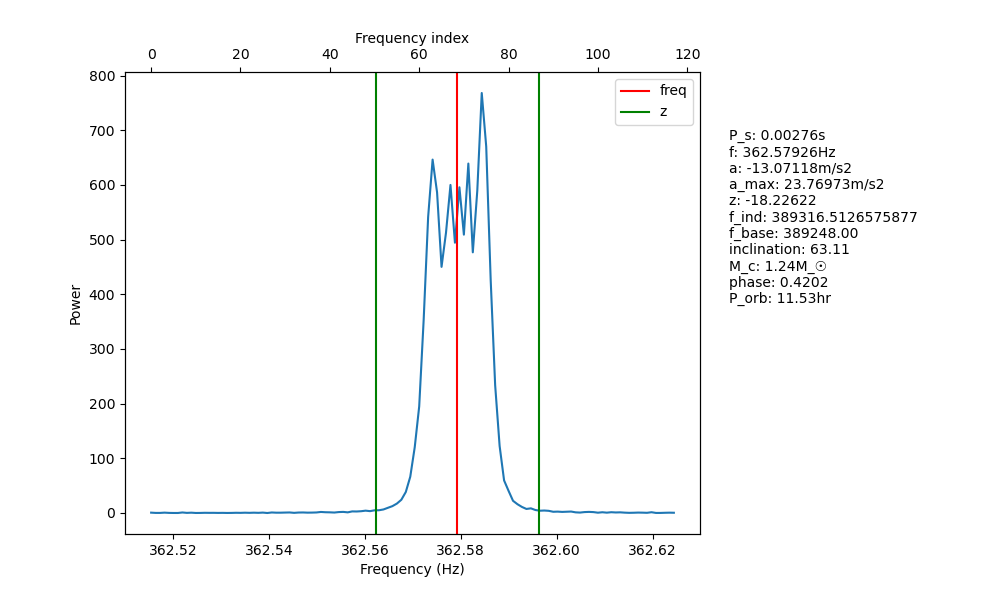 Frequency index
0 20 40 60 80 100 120
800
700
600
500
400
300
200
100
0
Power
freq
z
362.52 362.54 362.56 362.58 362.60 362.62
Frequency (Hz)
P_s: 0.00276s
f: 362.57926Hz
a: -13.07118m/s2
a_max: 23.76973m/s2
z: -18.22622
f_ind: 389316.5126575877
f_base: 389248.00
inclination: 63.11
M_c: 1.24M_☉
phase: 0.4202
P_orb: 11.53hr